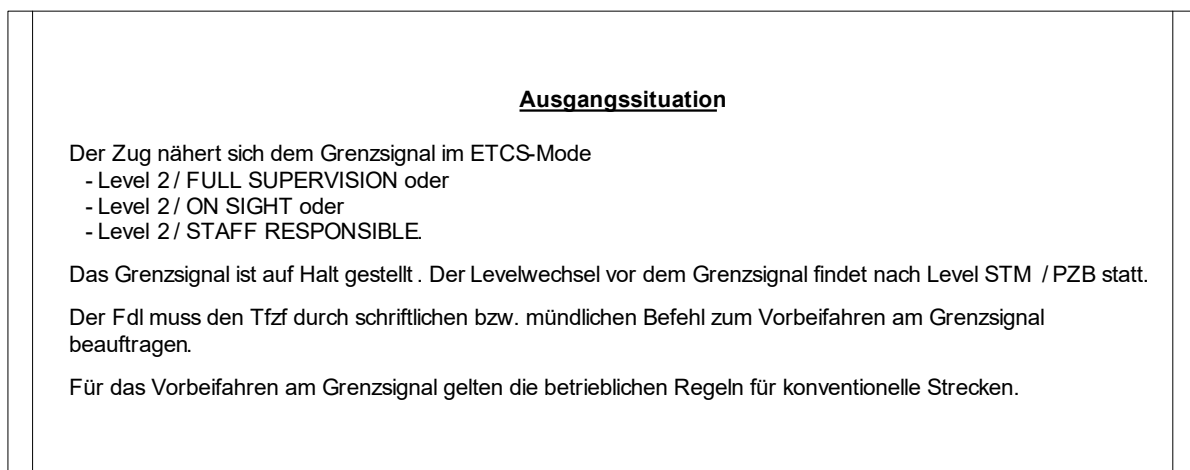 Ausgangssituation
Der Zug nähert sich dem Grenzsignal im ETCS-Mode
- Level 2 / FULL SUPERVISION oder
- Level 2 / ON SIGHT oder
- Level 2 / STAFF RESPONSIBLE.
Das Grenzsignal ist auf Halt gestellt. Der Levelwechsel vor dem Grenzsignal findet nach Level STM / PZB statt.
Der Fdl muss den Tfzf durch schriftlichen bzw. mündlichen Befehl zum Vorbeifahren am Grenzsignal
beauftragen.
Für das Vorbeifahren am Grenzsignal gelten die betrieblichen Regeln für konventionelle Strecken.